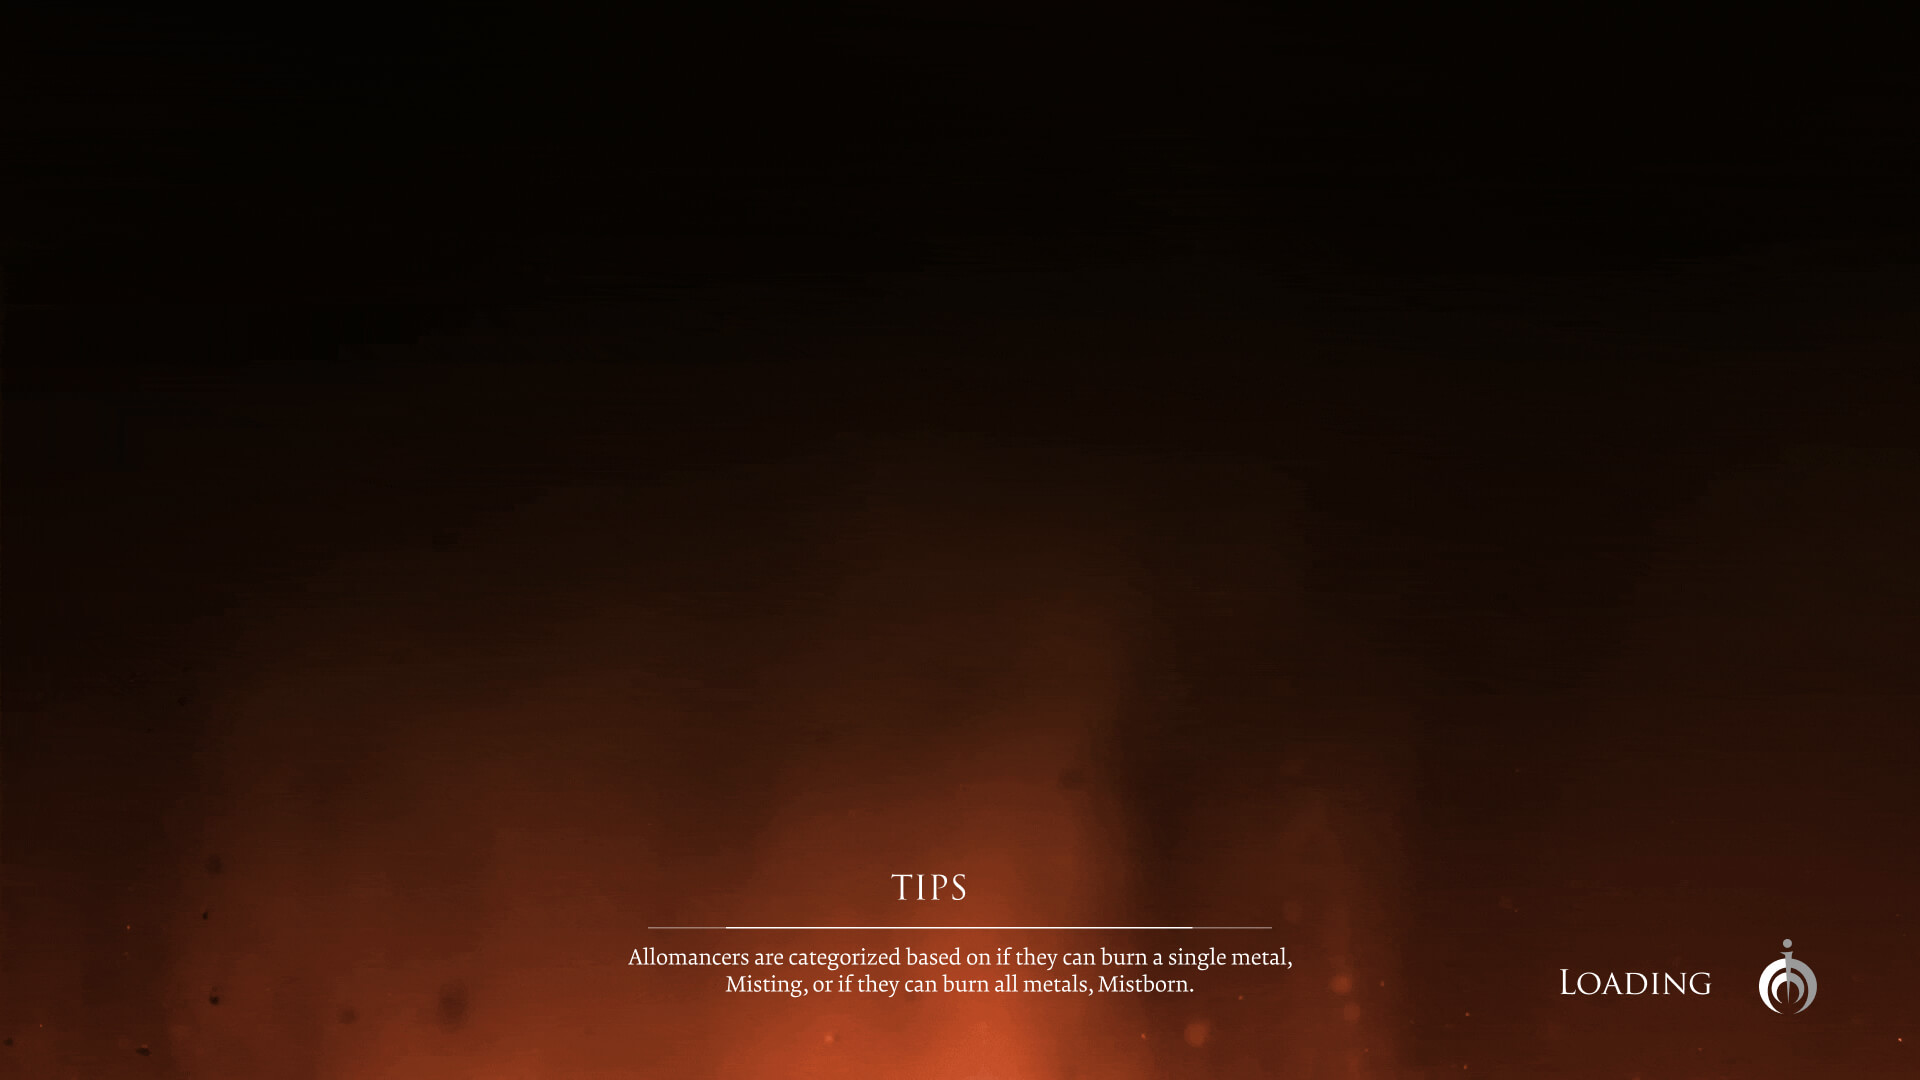 TIPS
Allomancers are categorized based on if they can burn a single metal,
Misting, or if they can burn all metals, Mistborn.
LOADING